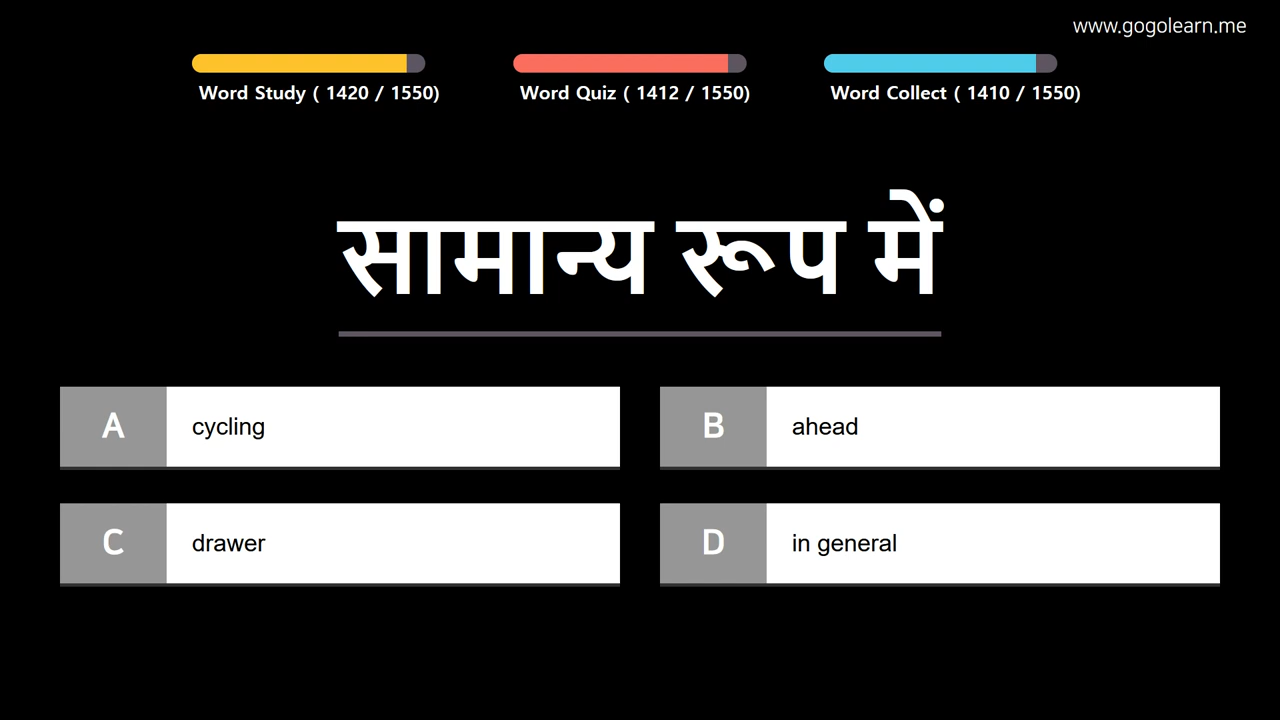 www.gogolearn.me
Word Study ( 1420 / 1550)
Word Quiz ( 1412 / 1550)
Word Collect ( 1410 / 1550)
सामान्य रूप में
A cycling
B ahead
C drawer
D in general